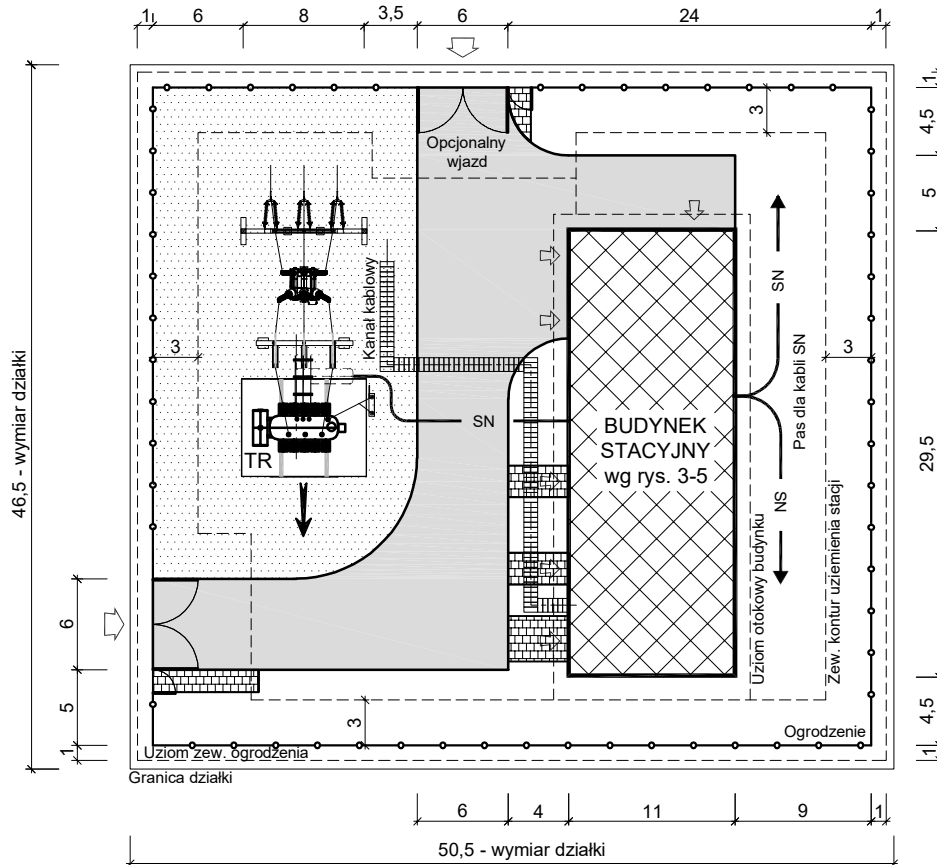 1 6 8 3,5 6 24 1
Opcjonalny
wjazd
3
1
4,5
5
Kanał kablowy
SN
3
3
Pas dla kabli SN
46,5 - wymiar działki
SN
BUDYNEK
STACYJNY
wg rys. 3-5
TR
29,5
SN
Uziom otokowy budynku
Zew. kontur uziemienia stacji
6
5
1
3
4,5
1
Ogrodzenie
Uziom zew. ogrodzenia
Granica działki
6 4 11 9 1
50,5 - wymiar działki